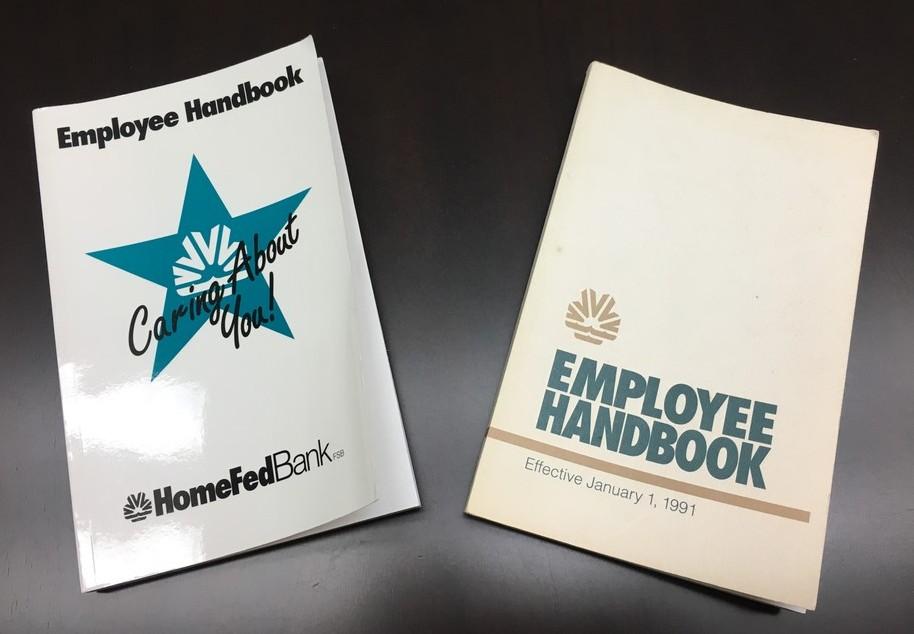 Employee Handbook
Caring About
You!
HomeFedBank FSB
EMPLOYEE
HANDBOOK
Effective January 1, 1991